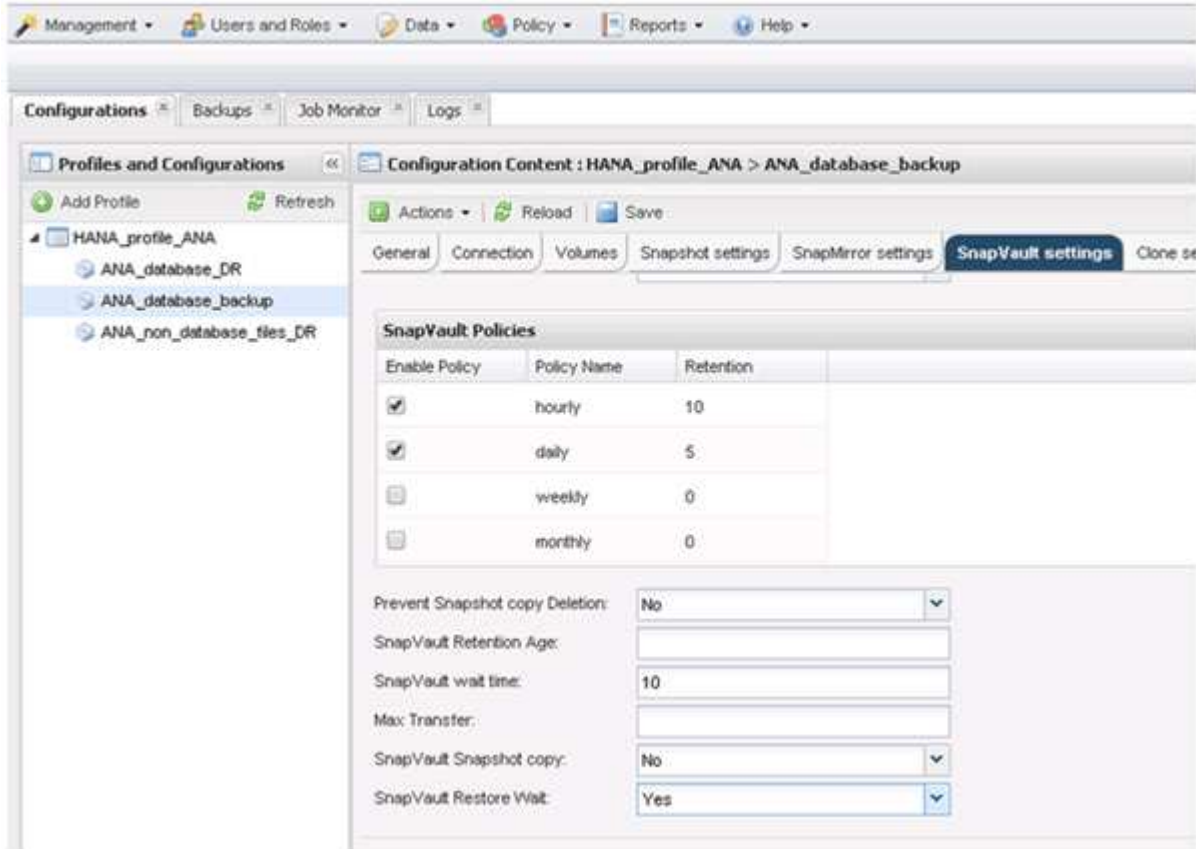 Management Users and Roles Data Policy Reports Help
Configurations Backups Job Monitor Logs
Profiles and Configurations
Configuration Content : HANA_profile_ANA > ANA_database_backup
Add Profile Refresh
Actions Reload Save
HANA_profile_ANA
General Connection Volumes Snapshot settings SnapMirror settings SnapVault settings Clone se
ANA_database_DR
ANA_database_backup
ANA_non_database_files_DR
SnapVault Policies
Enable Policy Policy Name Retention
hourly 10
daily 5
weekly 0
monthly 0
Prevent Snapshot copy Deletion: No
SnapVault Retention Age:
SnapVault wait time: 10
Max Transfer:
SnapVault Snapshot copy: No
SnapVault Restore Wait: Yes